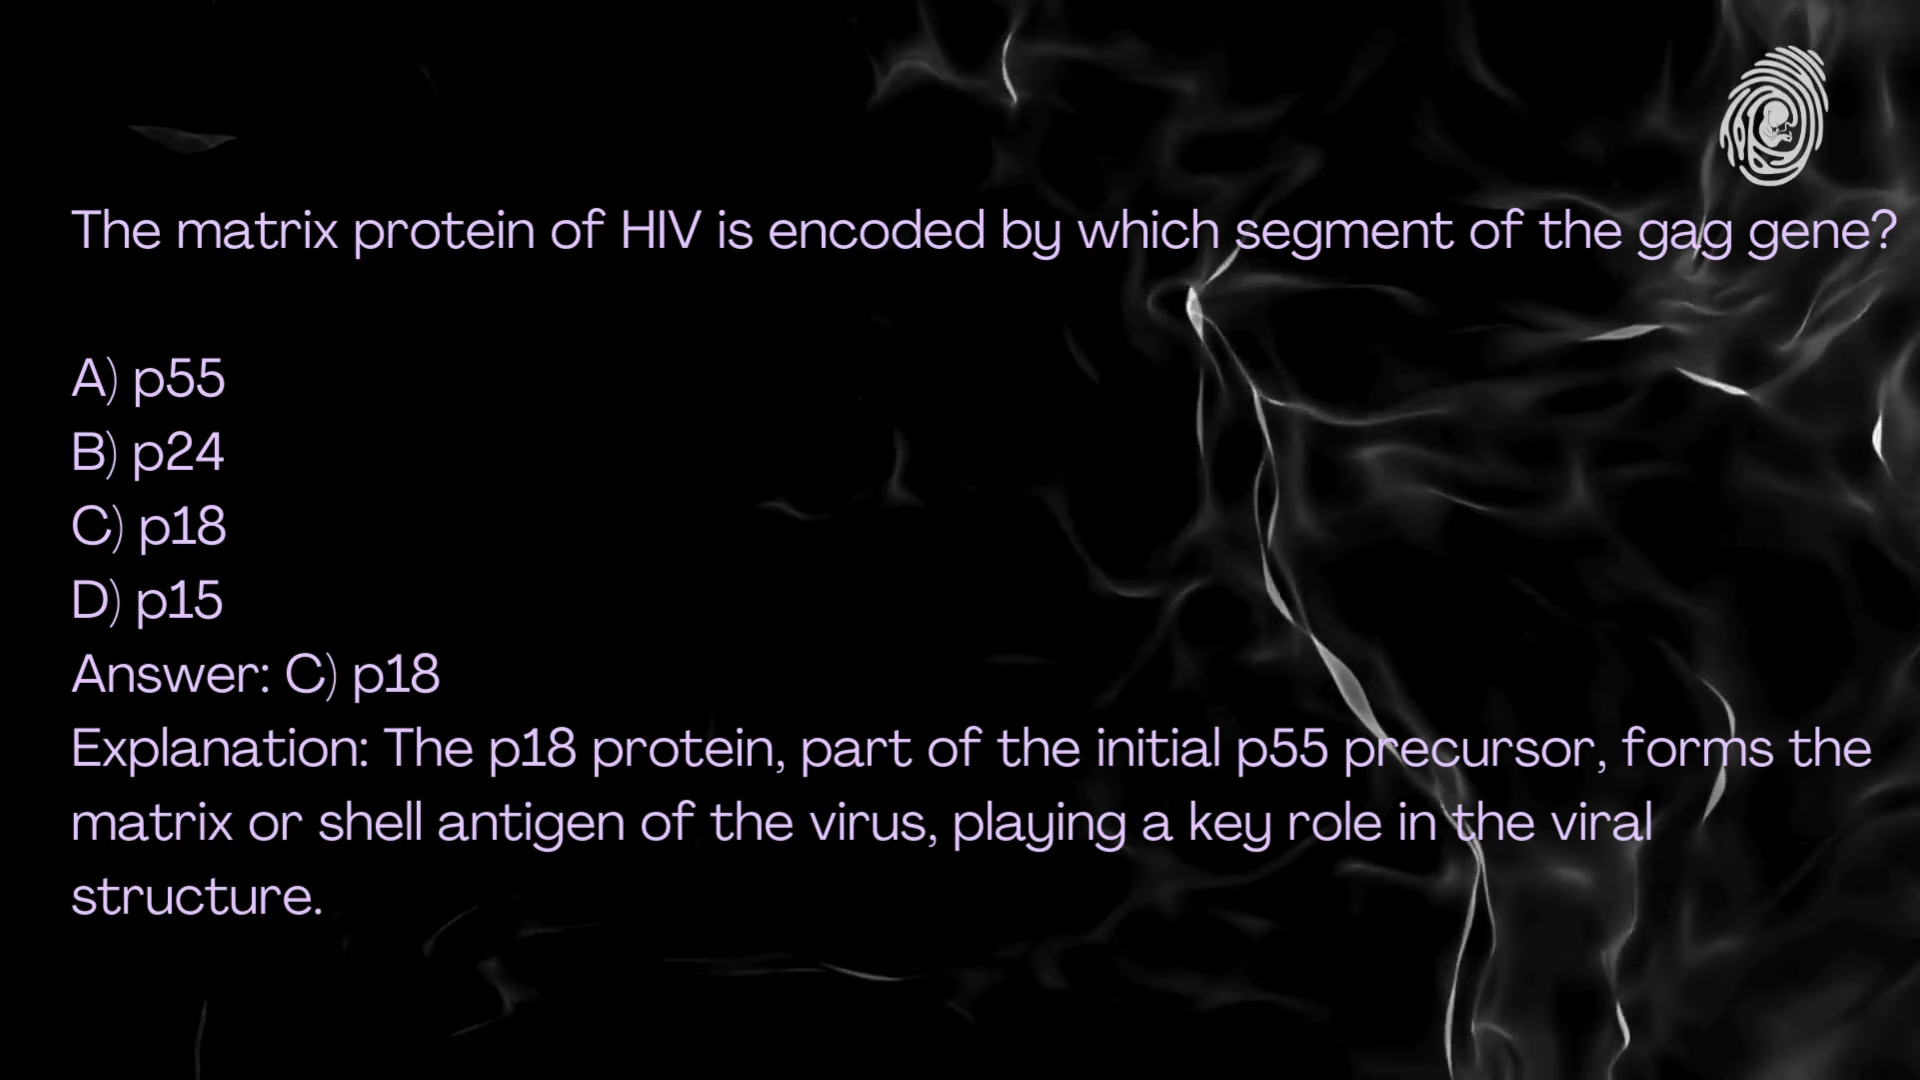 The matrix protein of HIV is encoded by which segment of the gag gene?
A) p55
B) p24
C) p18
D) p15
Answer: C) p18
Explanation: The p18 protein, part of the initial p55 precursor, forms the
matrix or shell antigen of the virus, playing a key role in the viral
structure.